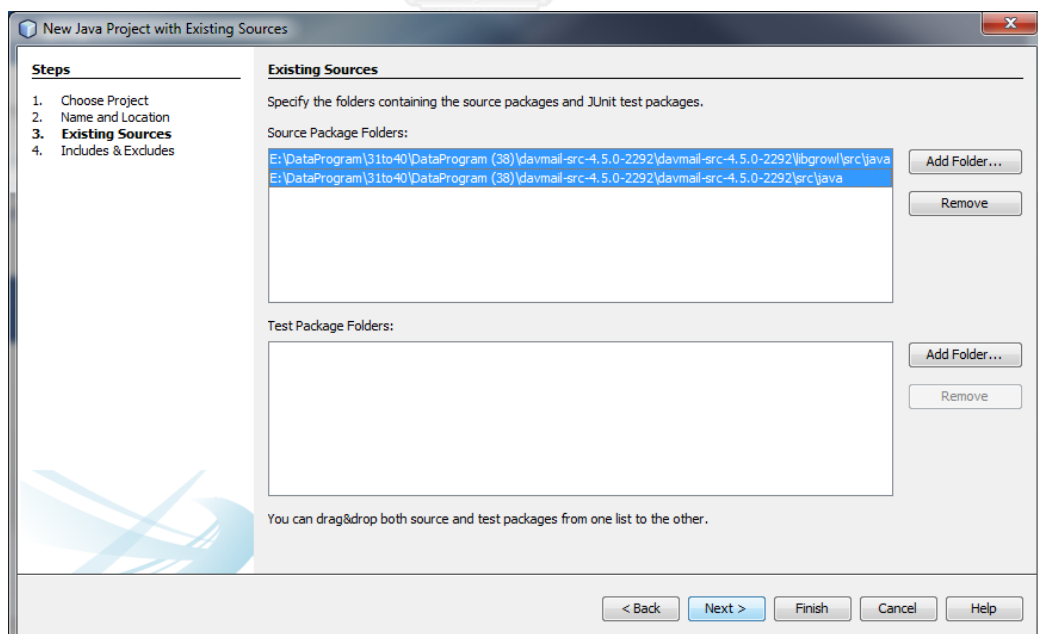 New Java Project with Existing Sources
Steps
1. Choose Project
2. Name and Location
3. Existing Sources
4. Includes & Excludes
Existing Sources
Specify the folders containing the source packages and JUnit test packages.
Source Package Folders:
E:\DataProgram\31to40\DataProgram (38)\davmail-src-4.5.0-2292\davmail-src-4.5.0-2292\libgrowl\src\java
E:\DataProgram\31to40\DataProgram (38)\davmail-src-4.5.0-2292\davmail-src-4.5.0-2292\src\java
Add Folder...
Remove
Test Package Folders:
Add Folder...
Remove
You can drag&drop both source and test packages from one list to the other.
< Back
Next >
Finish
Cancel
Help